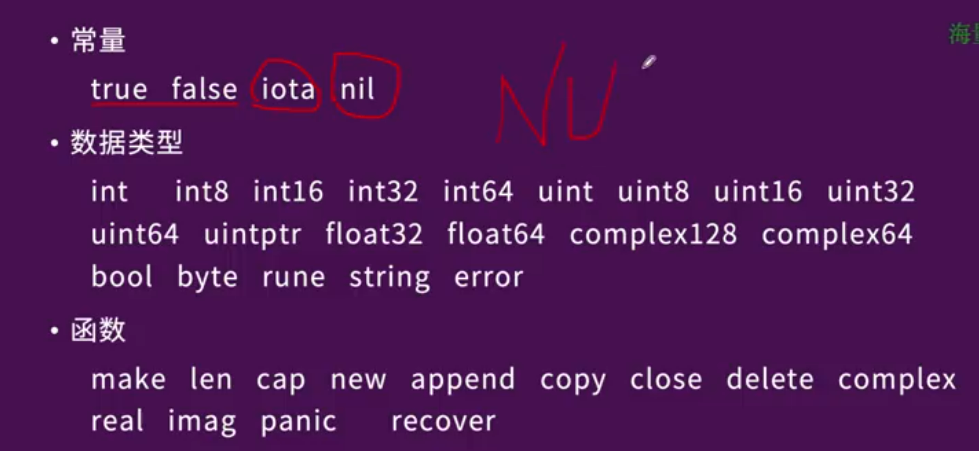 • 常量
true false iota nil
NU
• 数据类型
int int8 int16 int32 int64 uint uint8 uint16 uint32
uint64 uintptr float32 float64 complex128 complex64
bool byte rune string error
• 函数
make len cap new append copy close delete complex
real imag panic recover